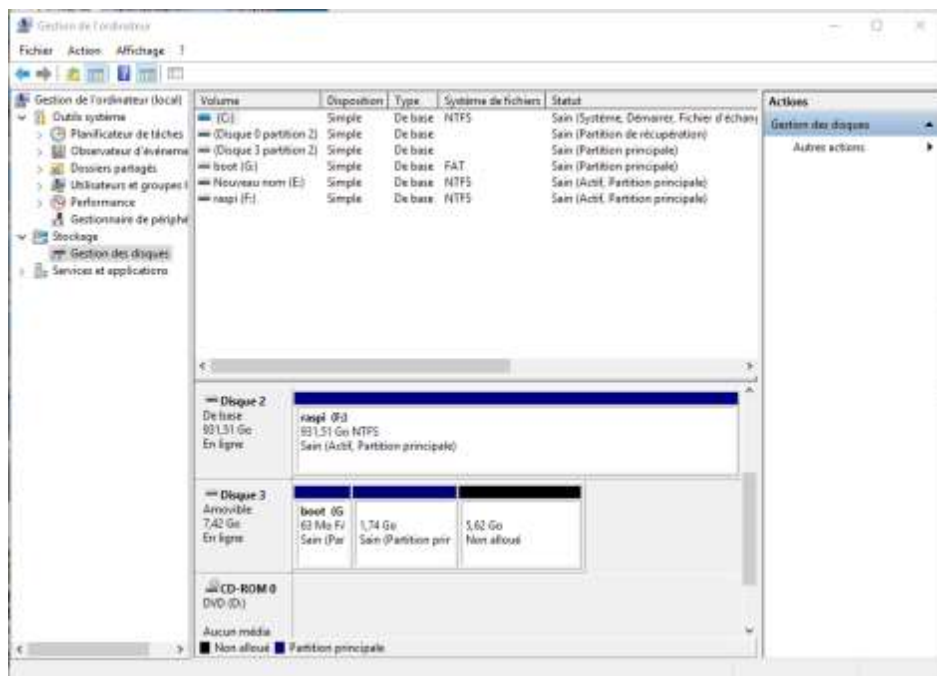 Gestion de l'ordinateur
Fichier Action Affichage ?
Gestion de l'ordinateur (local)
Outils système
Planificateur de tâches
Observateur d'événeme
Dossiers partagés
Utilisateurs et groupes l
Performance
Gestionnaire de périphé
Stockage
Gestion des disques
Services et applications
Volume Disposition Type Système de fichiers Statut
(C:) Simple De base NTFS Sain (Système, Démarrer, Fichier d'échang
(Disque 0 partition 2) Simple De base Sain (Partition de récupération)
(Disque 3 partition 2) Simple De base Sain (Partition principale)
boot (G:) Simple De base FAT Sain (Partition principale)
Nouveau nom (E:) Simple De base NTFS Sain (Actif, Partition principale)
raspi (F:) Simple De base NTFS Sain (Actif, Partition principale)
Disque 2
De base
931,51 Go
En ligne
raspi (F:)
931,51 Go NTFS
Sain (Actif, Partition principale)
Disque 3
Amovible
7,42 Go
En ligne
boot (G
63 Mo FA
Sain (Par
1,74 Go
Sain (Partition prir
5,62 Go
Non alloué
CD-ROM 0
DVD (D:)
Aucun média
Non alloué Partition principale
Actions
Gestion des disques
Autres actions